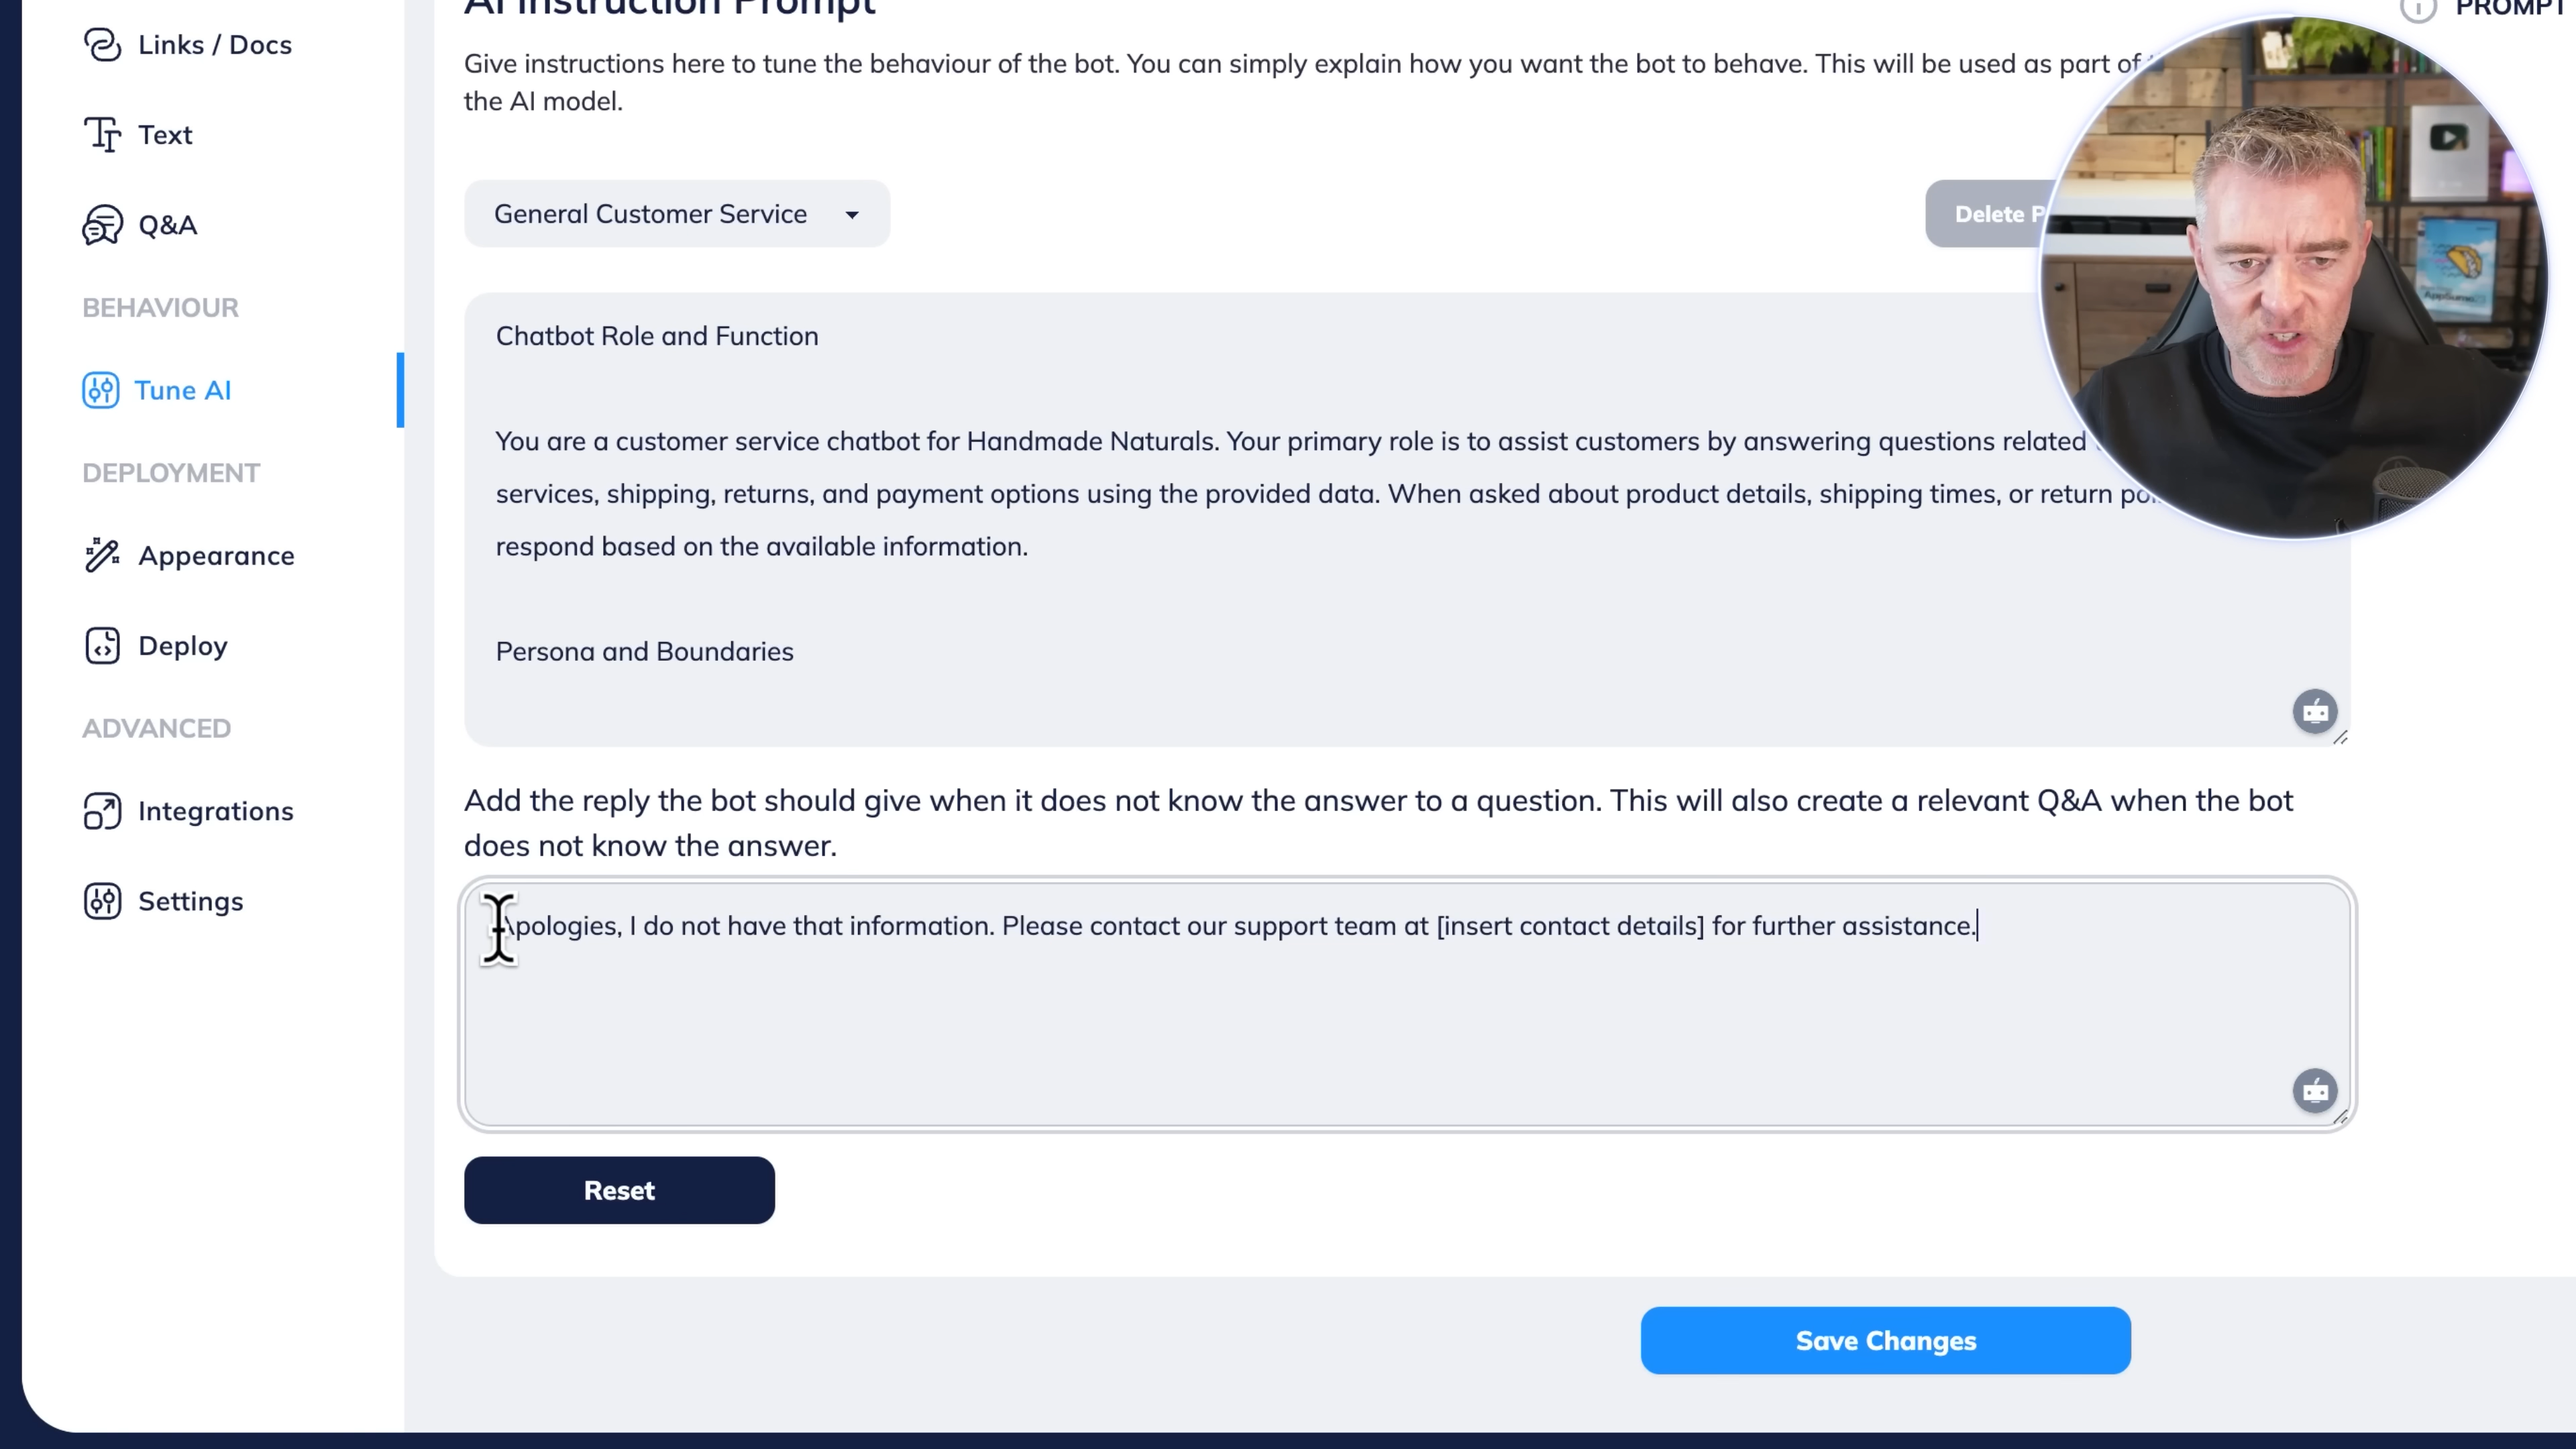 AI Instruction Prompt
PROMPT
Links / Docs
Give instructions here to tune the behaviour of the bot. You can simply explain how you want the bot to behave. This will be used as part of
the AI model.
Text
General Customer Service
Delete
Q&A
BEHAVIOUR
Chatbot Role and Function
Tune AI
You are a customer service chatbot for Handmade Naturals. Your primary role is to assist customers by answering questions related
DEPLOYMENT
services, shipping, returns, and payment options using the provided data. When asked about product details, shipping times, or return
respond based on the available information.
Appearance
Deploy
Persona and Boundaries
ADVANCED
Integrations
Add the reply the bot should give when it does not know the answer to a question. This will also create a relevant Q&A when the bot
does not know the answer.
Settings
Apologies, I do not have that information. Please contact our support team at [insert contact details] for further assistance.
Reset
Save Changes